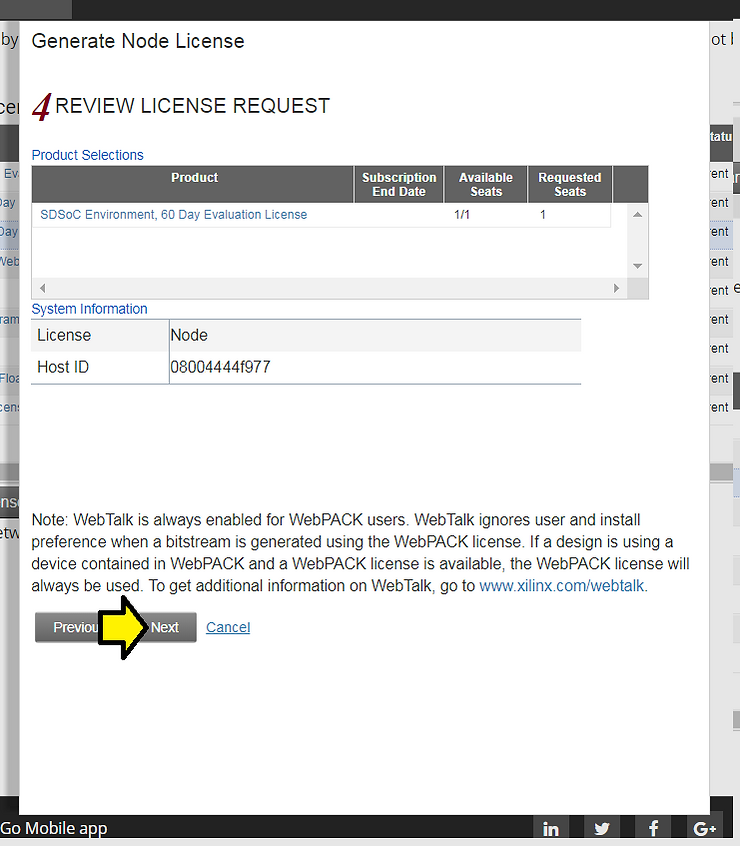 Generate Node License
4 REVIEW LICENSE REQUEST
Product Selections
Product Subscription End Date Available Seats Requested Seats
SDSoC Environment, 60 Day Evaluation License 1/1 1
System Information
License Node
Host ID 08004444f977
Note: WebTalk is always enabled for WebPACK users. WebTalk ignores user and install
preference when a bitstream is generated using the WebPACK license. If a design is using a
device contained in WebPACK and a WebPACK license is available, the WebPACK license will
always be used. To get additional information on WebTalk, go to www.xilinx.com/webtalk.
Previou Next Cancel
Go Mobile app
in f G+